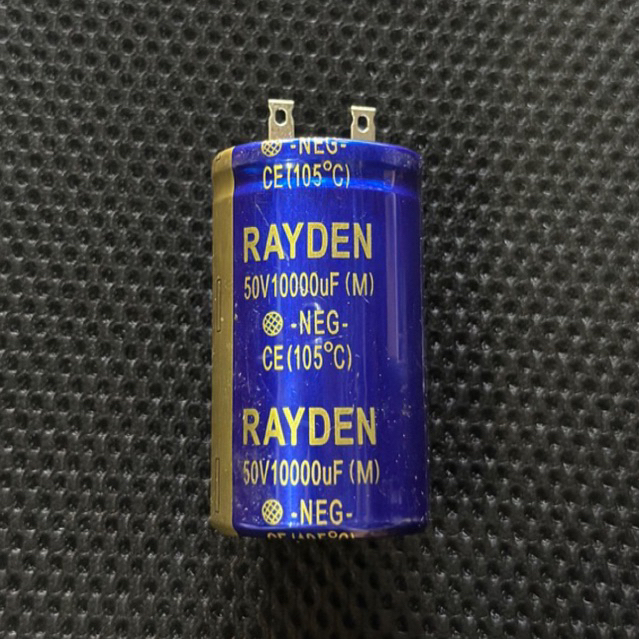 -NEG-
CE(105°C)
RAYDEN
50V10000uF (M)
-NEG-
CE(105°C)
RAYDEN
50V10000uF (M)
-NEG-